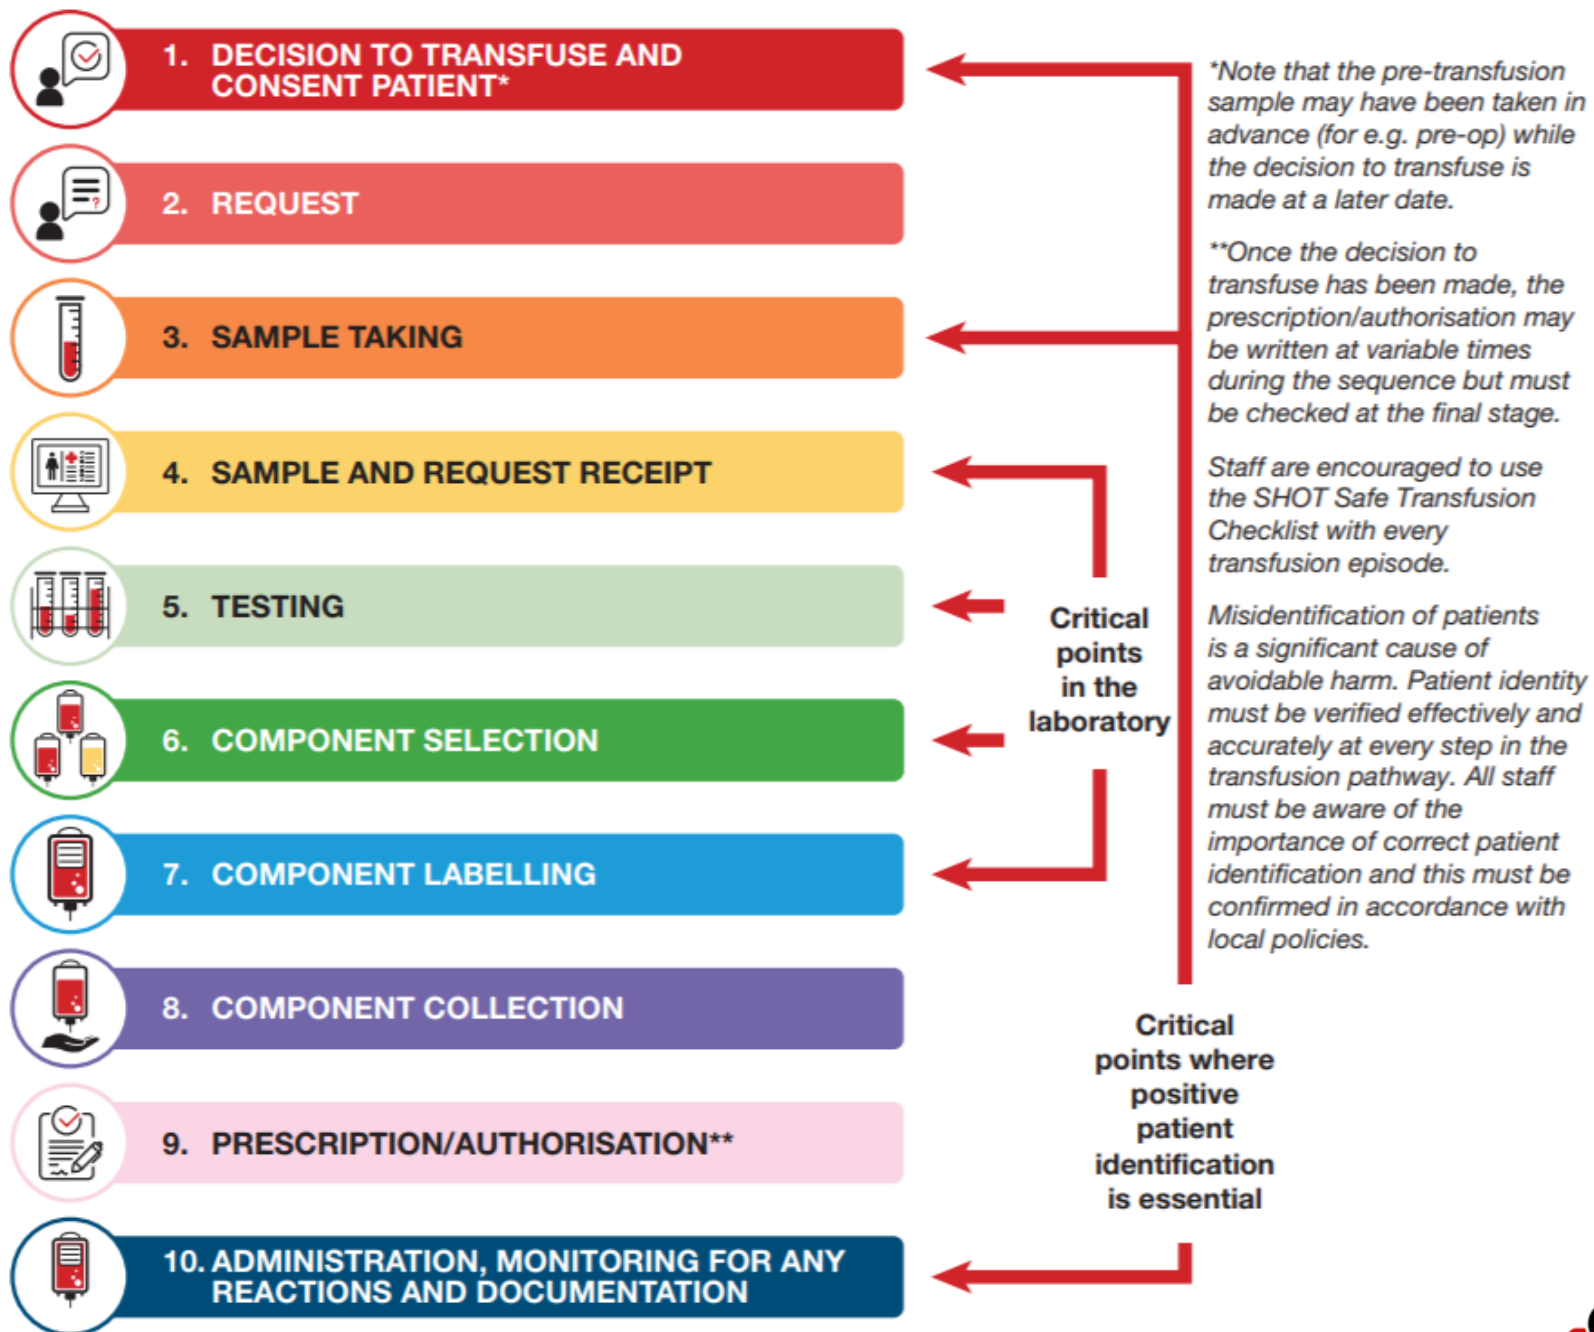 1. DECISION TO TRANSFUSE AND
CONSENT PATIENT*
2. REQUEST
3. SAMPLE TAKING
4. SAMPLE AND REQUEST RECEIPT
5. TESTING
6. COMPONENT SELECTION
7. COMPONENT LABELLING
8. COMPONENT COLLECTION
9. PRESCRIPTION/AUTHORISATION**
10. ADMINISTRATION, MONITORING FOR ANY
REACTIONS AND DOCUMENTATION
Critical
points
in the
laboratory
Critical
points where
positive
patient
identification
is essential
*Note that the pre-transfusion
sample may have been taken in
advance (for e.g. pre-op) while
the decision to transfuse is
made at a later date.
**Once the decision to
transfuse has been made, the
prescription/authorisation may
be written at variable times
during the sequence but must
be checked at the final stage.
Staff are encouraged to use
the SHOT Safe Transfusion
Checklist with every
transfusion episode.
Misidentification of patients
is a significant cause of
avoidable harm. Patient identity
must be verified effectively and
accurately at every step in the
transfusion pathway. All staff
must be aware of the
importance of correct patient
identification and this must be
confirmed in accordance with
local policies.